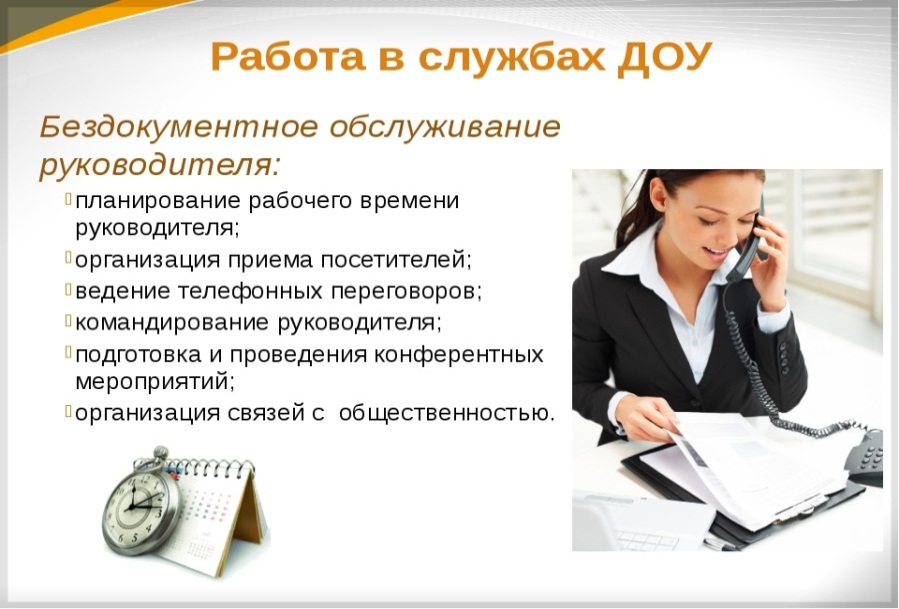 Работа в службах ДОУ
Бездокументное обслуживание
руководителя:
планирование рабочего времени
руководителя;
организация приема посетителей;
ведение телефонных переговоров;
командирование руководителя;
подготовка и проведения конферентных
мероприятий;
организация связей с общественностью.